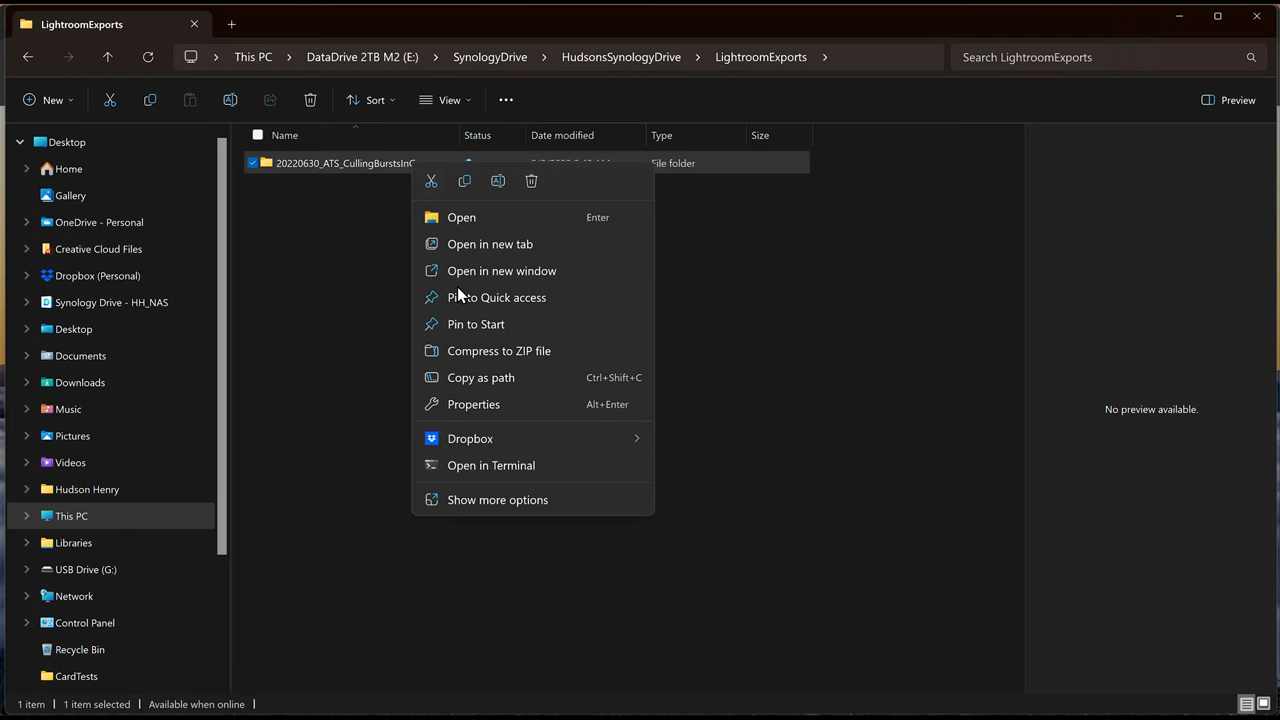 LightroomExports
This PC
DataDrive 2TB M2 (E:)
SynologyDrive
HudsonsSynologyDrive
LightroomExports
Search LightroomExports
New
Sort
View
Preview
Name
Status
Date modified
Type
Size
20220630_ATS_CullingBurstsInC
File folder
Desktop
Home
Gallery
OneDrive - Personal
Creative Cloud Files
Dropbox (Personal)
Synology Drive - HH_NAS
Desktop
Documents
Downloads
Music
Pictures
Videos
Hudson Henry
This PC
Libraries
USB Drive (G:)
Network
Control Panel
Recycle Bin
CardTests
Open Enter
Open in new tab
Open in new window
Pin to Quick access
Pin to Start
Compress to ZIP file
Copy as path Ctrl+Shift+C
Properties Alt+Enter
Dropbox
Open in Terminal
Show more options
No preview available.
1 item
1 item selected
Available when online